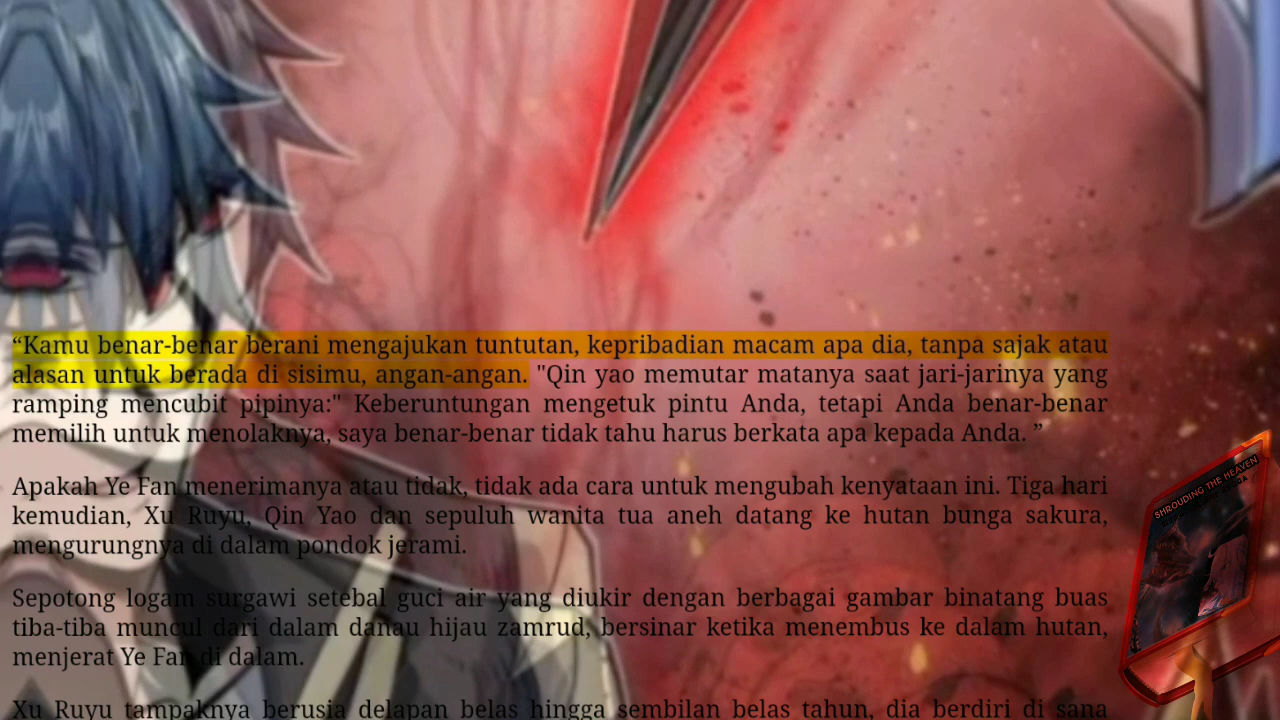 “Kamu benar-benar berani mengajukan tuntutan, kepribadian macam apa dia, tanpa sajak atau
alasan untuk berada di sisimu, angan-angan. "Qin yao memutar matanya saat jari-jarinya yang
ramping mencubit pipinya:" Keberuntungan mengetuk pintu Anda, tetapi Anda benar-benar
memilih untuk menolaknya, saya benar-benar tidak tahu harus berkata apa kepada Anda. ”
Apakah Ye Fan menerimanya atau tidak, tidak ada cara untuk mengubah kenyataan ini. Tiga hari
kemudian, Xu Ruyu, Qin Yao dan sepuluh wanita tua aneh datang ke hutan bunga sakura,
mengurungnya di dalam pondok jerami.
Sepotong logam surgawi setebal guci air yang diukir dengan berbagai gambar binatang buas
tiba-tiba muncul dari dalam danau hijau zamrud, bersinar ketika menembus ke dalam hutan,
menjerat Ye Fan di dalam.
Xu Ruyu tampaknya berusia delapan belas hingga sembilan belas tahun, dia berdiri di sana
SHROUDING THE HEAVEN